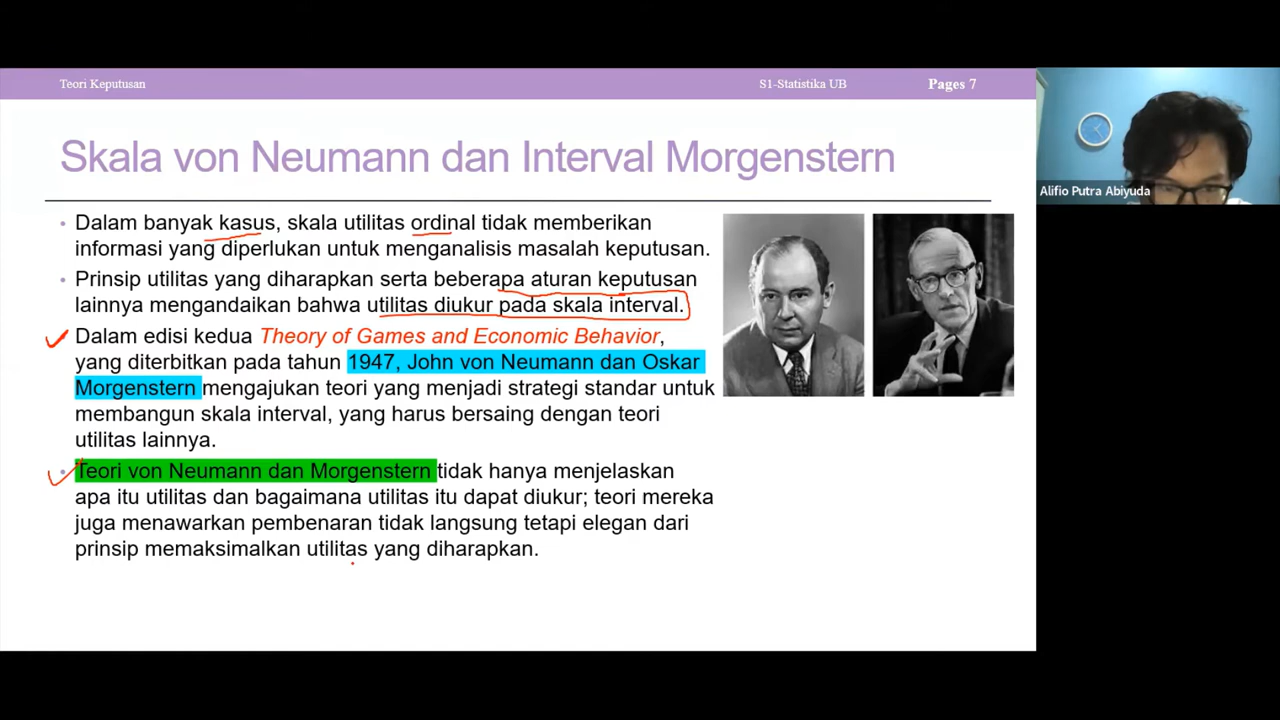 Teori Keputusan
S1-Statistika UB
Pages 7
Skala von Neumann dan Interval Morgenstern
• Dalam banyak kasus, skala utilitas ordinal tidak memberikan
informasi yang diperlukan untuk menganalisis masalah keputusan.
• Prinsip utilitas yang diharapkan serta beberapa aturan keputusan
lainnya mengandaikan bahwa utilitas diukur pada skala interval.
Dalam edisi kedua Theory of Games and Economic Behavior,
yang diterbitkan pada tahun 1947, John von Neumann dan Oskar
Morgenstern mengajukan teori yang menjadi strategi standar untuk
membangun skala interval, yang harus bersaing dengan teori
utilitas lainnya.
• Teori von Neumann dan Morgenstern tidak hanya menjelaskan
apa itu utilitas dan bagaimana utilitas itu dapat diukur; teori mereka
juga menawarkan pembenaran tidak langsung tetapi elegan dari
prinsip memaksimalkan utilitas yang diharapkan.
Alifio Putra Abiyuda